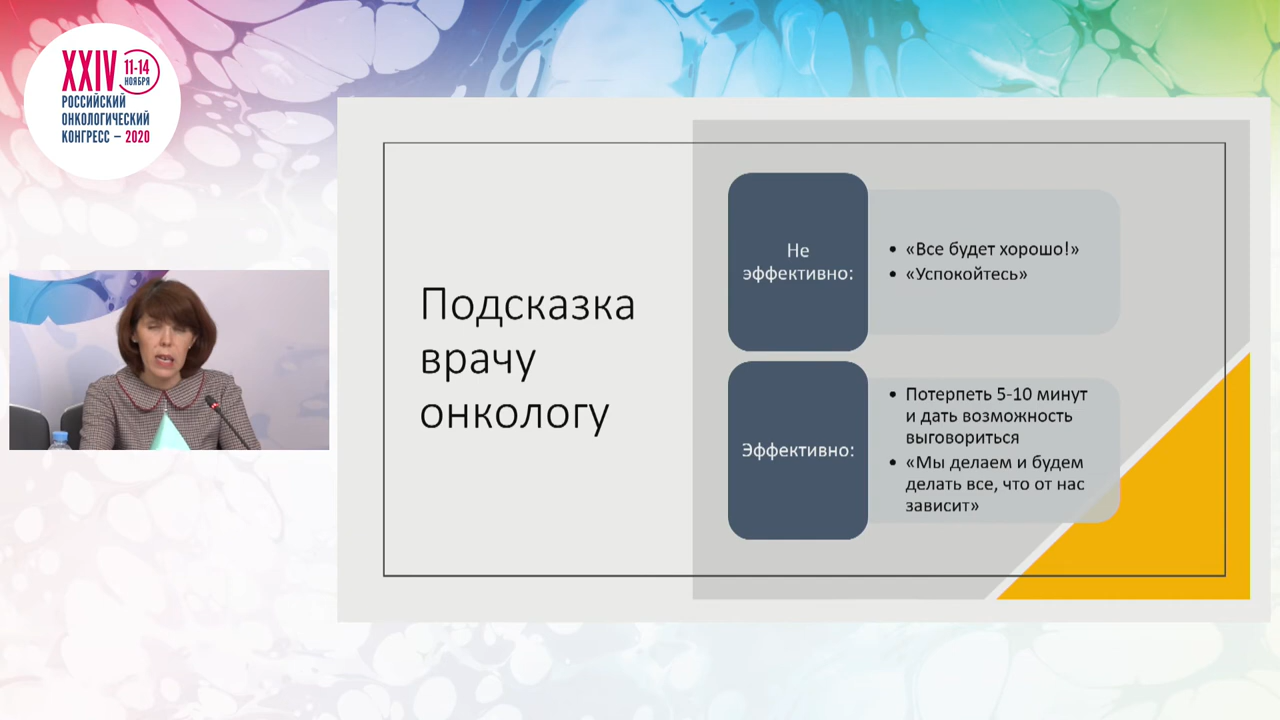 XXIV 11-14
НОЯБРЯ
РОССИЙСКИЙ
ОНКОЛОГИЧЕСКИЙ
КОНГРЕСС – 2020
Подсказка
врачу
онкологу
Не
эффективно:
• «Все будет хорошо!»
• «Успокойтесь»
Эффективно:
• Потерпеть 5-10 минут
и дать возможность
выговориться
• «Мы делаем и будем
делать все, что от нас
зависит»